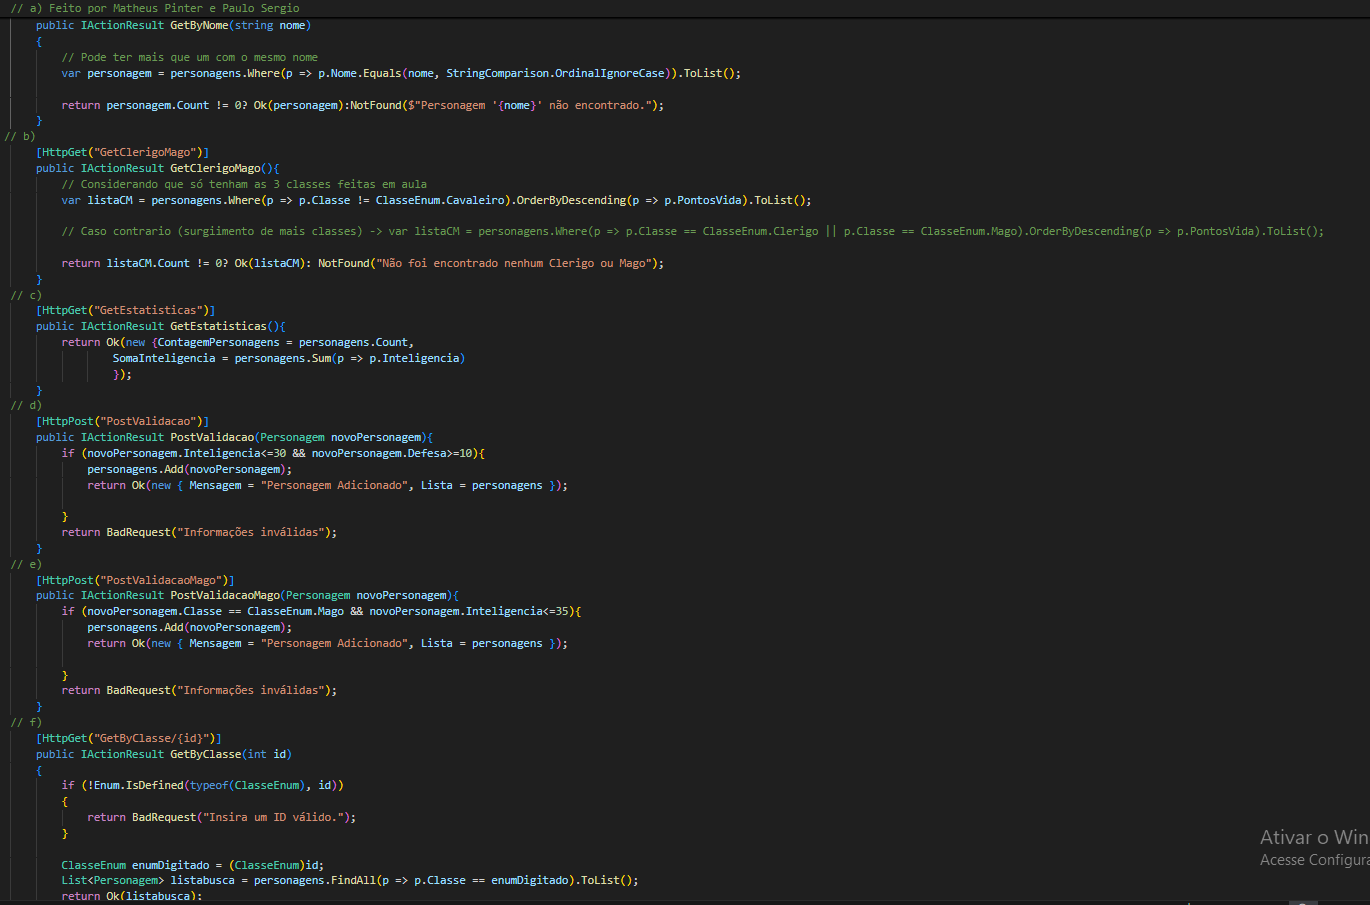 // a) Feito por Matheus Pinter e Paulo Sergio
public IActionResult GetByNome(string nome)
{
// Pode ter mais que um com o mesmo nome
var personagem = personagens.Where(p => p.Nome.Equals(nome, StringComparison.OrdinalIgnoreCase)).ToList();
return personagem.Count != 0? Ok(personagem):NotFound($"Personagem '{nome}' não encontrado.");
}
// b)
[HttpGet("GetClerigoMago")]
public IActionResult GetClerigoMago(){
// Considerando que só tenham as 3 classes feitas em aula
var listaCM = personagens.Where(p => p.Classe != ClasseEnum.Cavaleiro).OrderByDescending(p => p.PontosVida).ToList();
// Caso contrario (surgiimento de mais classes) -> var listaCM = personagens.Where(p => p.Classe == ClasseEnum.Clerigo || p.Classe == ClasseEnum.Mago).OrderByDescending(p => p.PontosVida).ToList();
return listaCM.Count != 0? Ok(listaCM): NotFound("Não foi encontrado nenhum Clerigo ou Mago");
}
// c)
[HttpGet("GetEstatisticas")]
public IActionResult GetEstatisticas(){
return Ok(new {ContagemPersonagens = personagens.Count,
SomaInteligencia = personagens.Sum(p => p.Inteligencia)
});
}
// d)
[HttpPost("PostValidacao")]
public IActionResult PostValidacao(Personagem novoPersonagem){
if (novoPersonagem.Inteligencia<=30 && novoPersonagem.Defesa>=10){
personagens.Add(novoPersonagem);
return Ok(new { Mensagem = "Personagem Adicionado", Lista = personagens });
}
return BadRequest("Informações inválidas");
}
// e)
[HttpPost("PostValidacaoMago")]
public IActionResult PostValidacaoMago(Personagem novoPersonagem){
if (novoPersonagem.Classe == ClasseEnum.Mago && novoPersonagem.Inteligencia<=35){
personagens.Add(novoPersonagem);
return Ok(new { Mensagem = "Personagem Adicionado", Lista = personagens });
}
return BadRequest("Informações inválidas");
}
// f)
[HttpGet("GetByClasse/{id}")]
public IActionResult GetByClasse(int id)
{
if (!Enum.IsDefined(typeof(ClasseEnum), id))
{
return BadRequest("Insira um ID válido.");
}
ClasseEnum enumDigitado = (ClasseEnum)id;
List<Personagem> listabusca = personagens.FindAll(p => p.Classe == enumDigitado).ToList();
return Ok(listabusca);
Ativar o Win
Acesse Configura